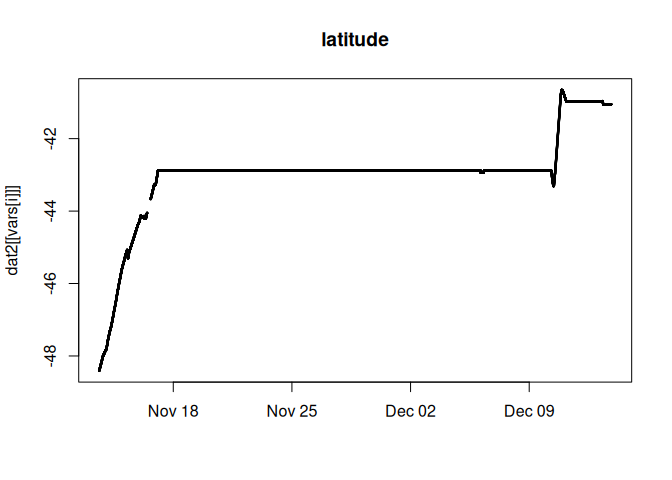 latitude
dat2[[vars[i]]]
-42
-44
-46
-48
Nov 18
Nov 25
Dec 02
Dec 09